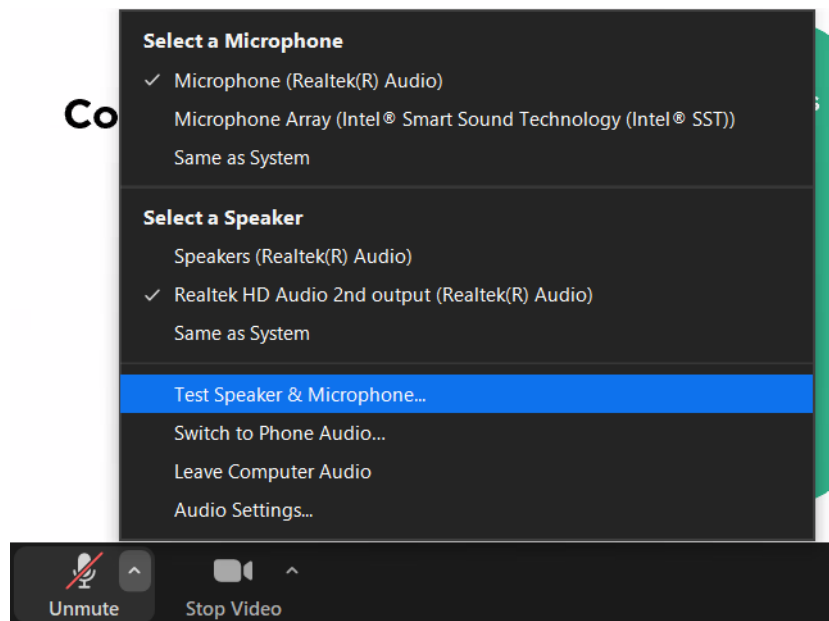 Select a Microphone
Microphone (Realtek(R) Audio)
Co
Microphone Array (Intel® Smart Sound Technology (Intel® SST))
s
Same as System
Select a Speaker
Speakers (Realtek(R) Audio)
Realtek HD Audio 2nd output (Realtek(R) Audio)
Same as System
Test Speaker & Microphone...
Switch to Phone Audio...
Leave Computer Audio
Audio Settings...
Unmute
Stop Video